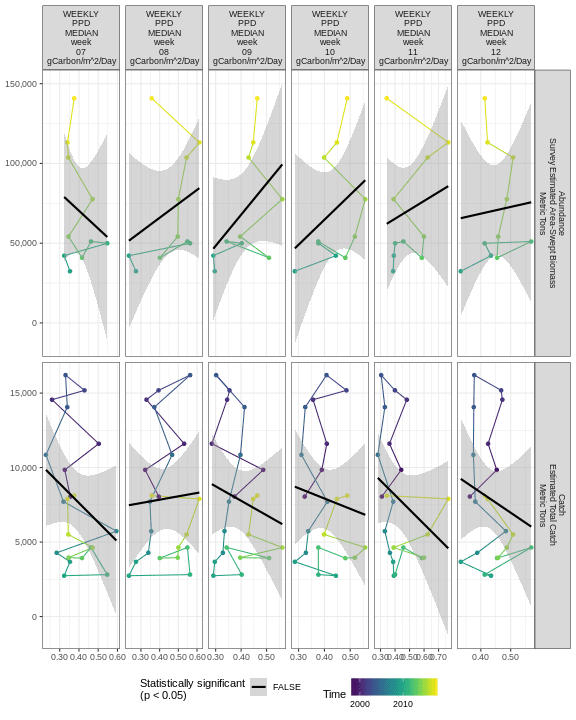 WEEKLY
PPD
MEDIAN
week
07
gCarbon/m^2/Day
WEEKLY
PPD
MEDIAN
week
08
gCarbon/m^2/Day
WEEKLY
PPD
MEDIAN
week
09
gCarbon/m^2/Day
WEEKLY
PPD
MEDIAN
week
10
gCarbon/m^2/Day
WEEKLY
PPD
MEDIAN
week
11
gCarbon/m^2/Day
WEEKLY
PPD
MEDIAN
week
12
gCarbon/m^2/Day
150,000
100,000
50,000
0
Abundance
Survey Estimated Area-Swept Biomass
Metric Tons
15,000
10,000
5,000
0
Catch
Estimated Total Catch
Metric Tons
0.30 0.40 0.50 0.60
0.30 0.40 0.50 0.60
0.30 0.40 0.50
0.30 0.40 0.50
0.30 0.40 0.50 0.60 0.70
0.40 0.50
Statistically significant
(p < 0.05)
FALSE
Time
2000 2010